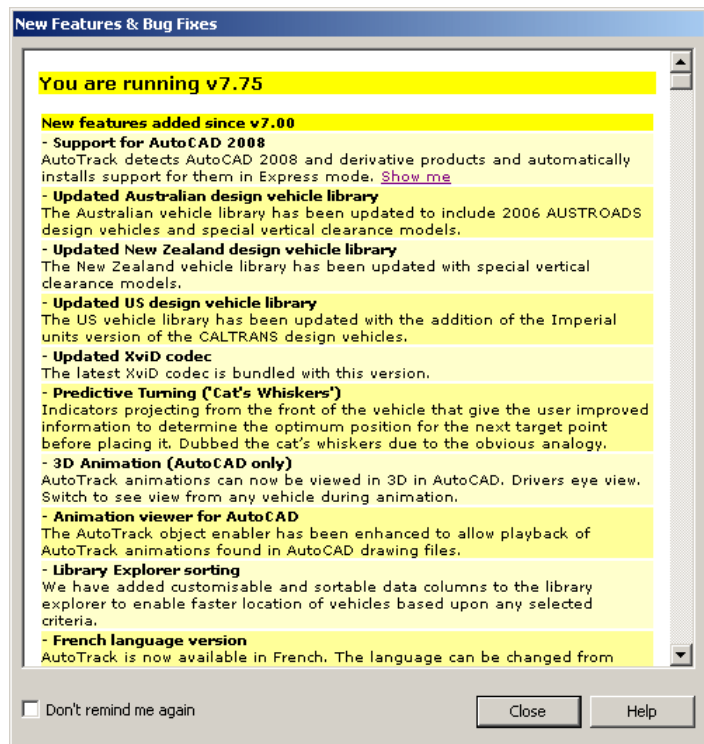 New Features & Bug Fixes
You are running v7.75
New features added since v7.00
- Support for AutoCAD 2008
AutoTrack detects AutoCAD 2008 and derivative products and automatically
installs support for them in Express mode. Show me
- Updated Australian design vehicle library
The Australian vehicle library has been updated to include 2006 AUSTROADS
design vehicles and special vertical clearance models.
- Updated New Zealand design vehicle library
The New Zealand vehicle library has been updated with special vertical
clearance models.
- Updated US design vehicle library
The US vehicle library has been updated with the addition of the Imperial
units version of the CALTRANS design vehicles.
- Updated XviD codec
The latest XviD codec is bundled with this version.
- Predictive Turning ('Cat's Whiskers')
Indicators projecting from the front of the vehicle that give the user improved
information to determine the optimum position for the next target point
before placing it. Dubbed the cat's whiskers due to the obvious analogy.
- 3D Animation (AutoCAD only)
AutoTrack animations can now be viewed in 3D in AutoCAD. Drivers eye view.
Switch to see view from any vehicle during animation.
- Animation viewer for AutoCAD
The AutoTrack object enabler has been enhanced to allow playback of
AutoTrack animations found in AutoCAD drawing files.
- Library Explorer sorting
We have added customisable and sortable data columns to the library
explorer to enable faster location of vehicles based upon any selected
criteria.
- French language version
AutoTrack is now available in French. The language can be changed from
Don't remind me again
Close
Help